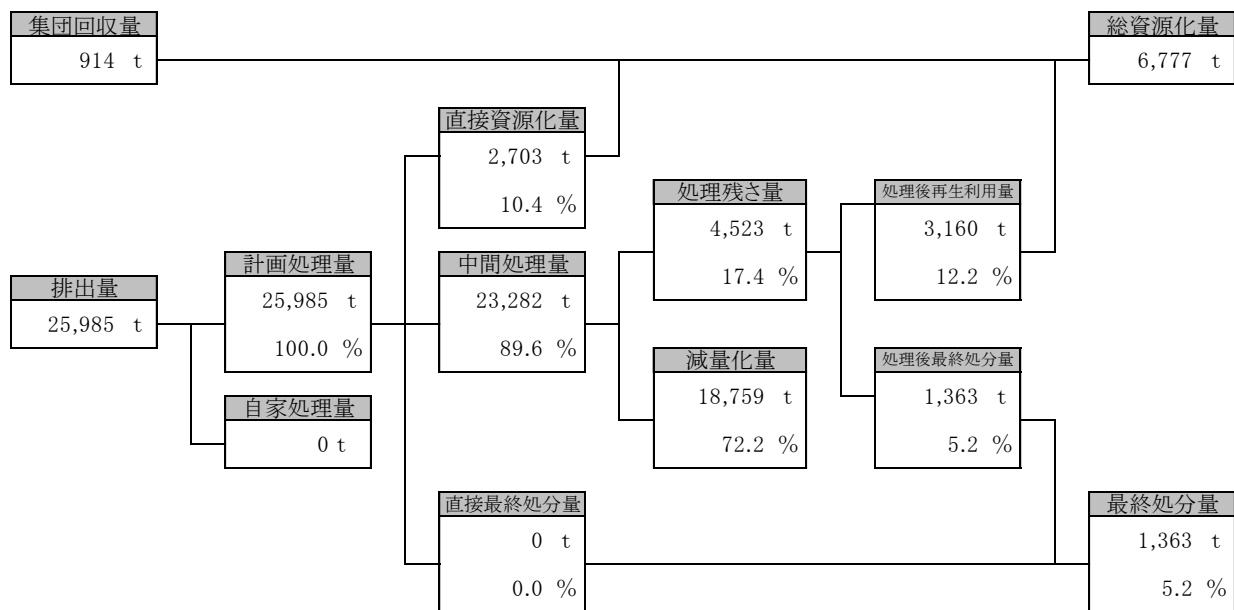 集団回収量
914 t
総資源化量
6,777 t
直接資源化量
2,703 t
10.4 %
処理残さ量
4,523 t
17.4 %
処理後再生利用量
3,160 t
12.2 %
排出量
25,985 t
計画処理量
25,985 t
100.0 %
中間処理量
23,282 t
89.6 %
減量化量
18,759 t
72.2 %
処理後最終処分量
1,363 t
5.2 %
自家処理量
0 t
直接最終処分量
0 t
0.0 %
最終処分量
1,363 t
5.2 %